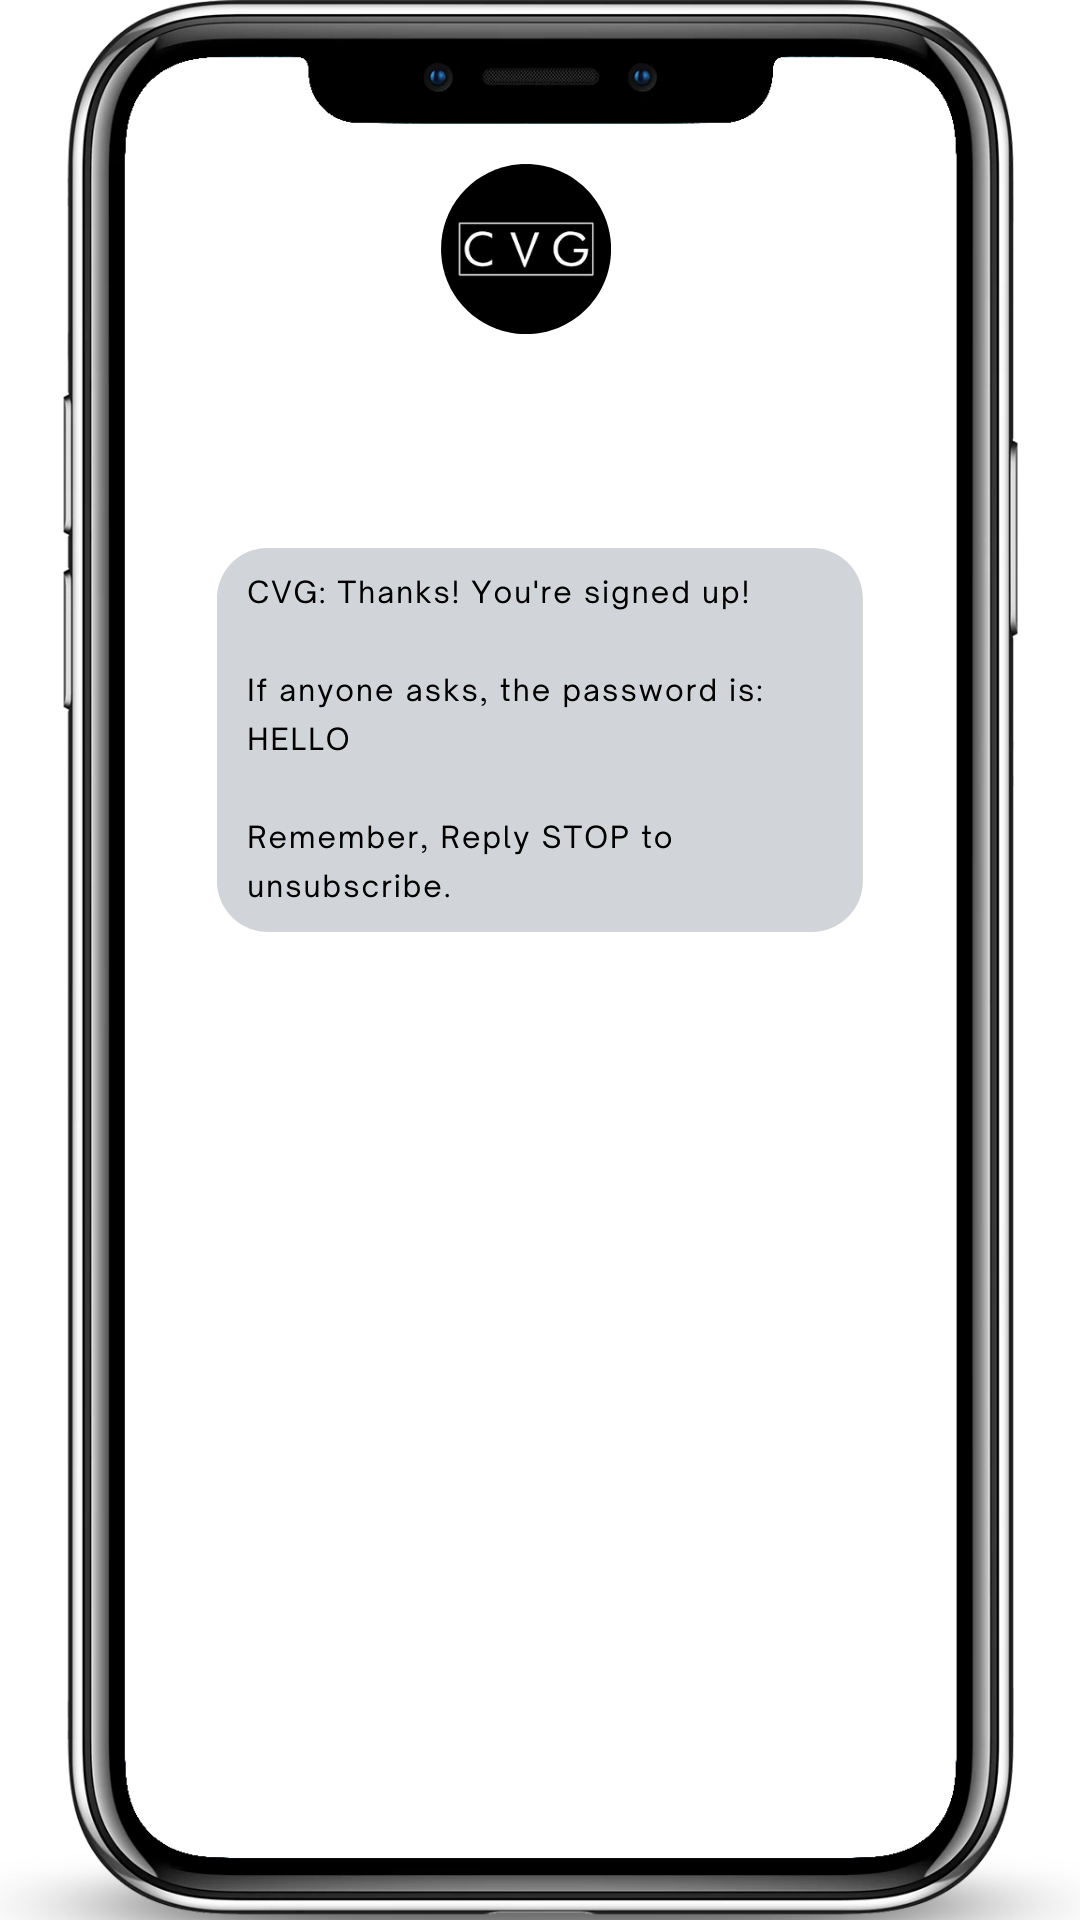 CVG
CVG: Thanks! You're signed up!
If anyone asks, the password is:
HELLO
Remember, Reply STOP to
unsubscribe.